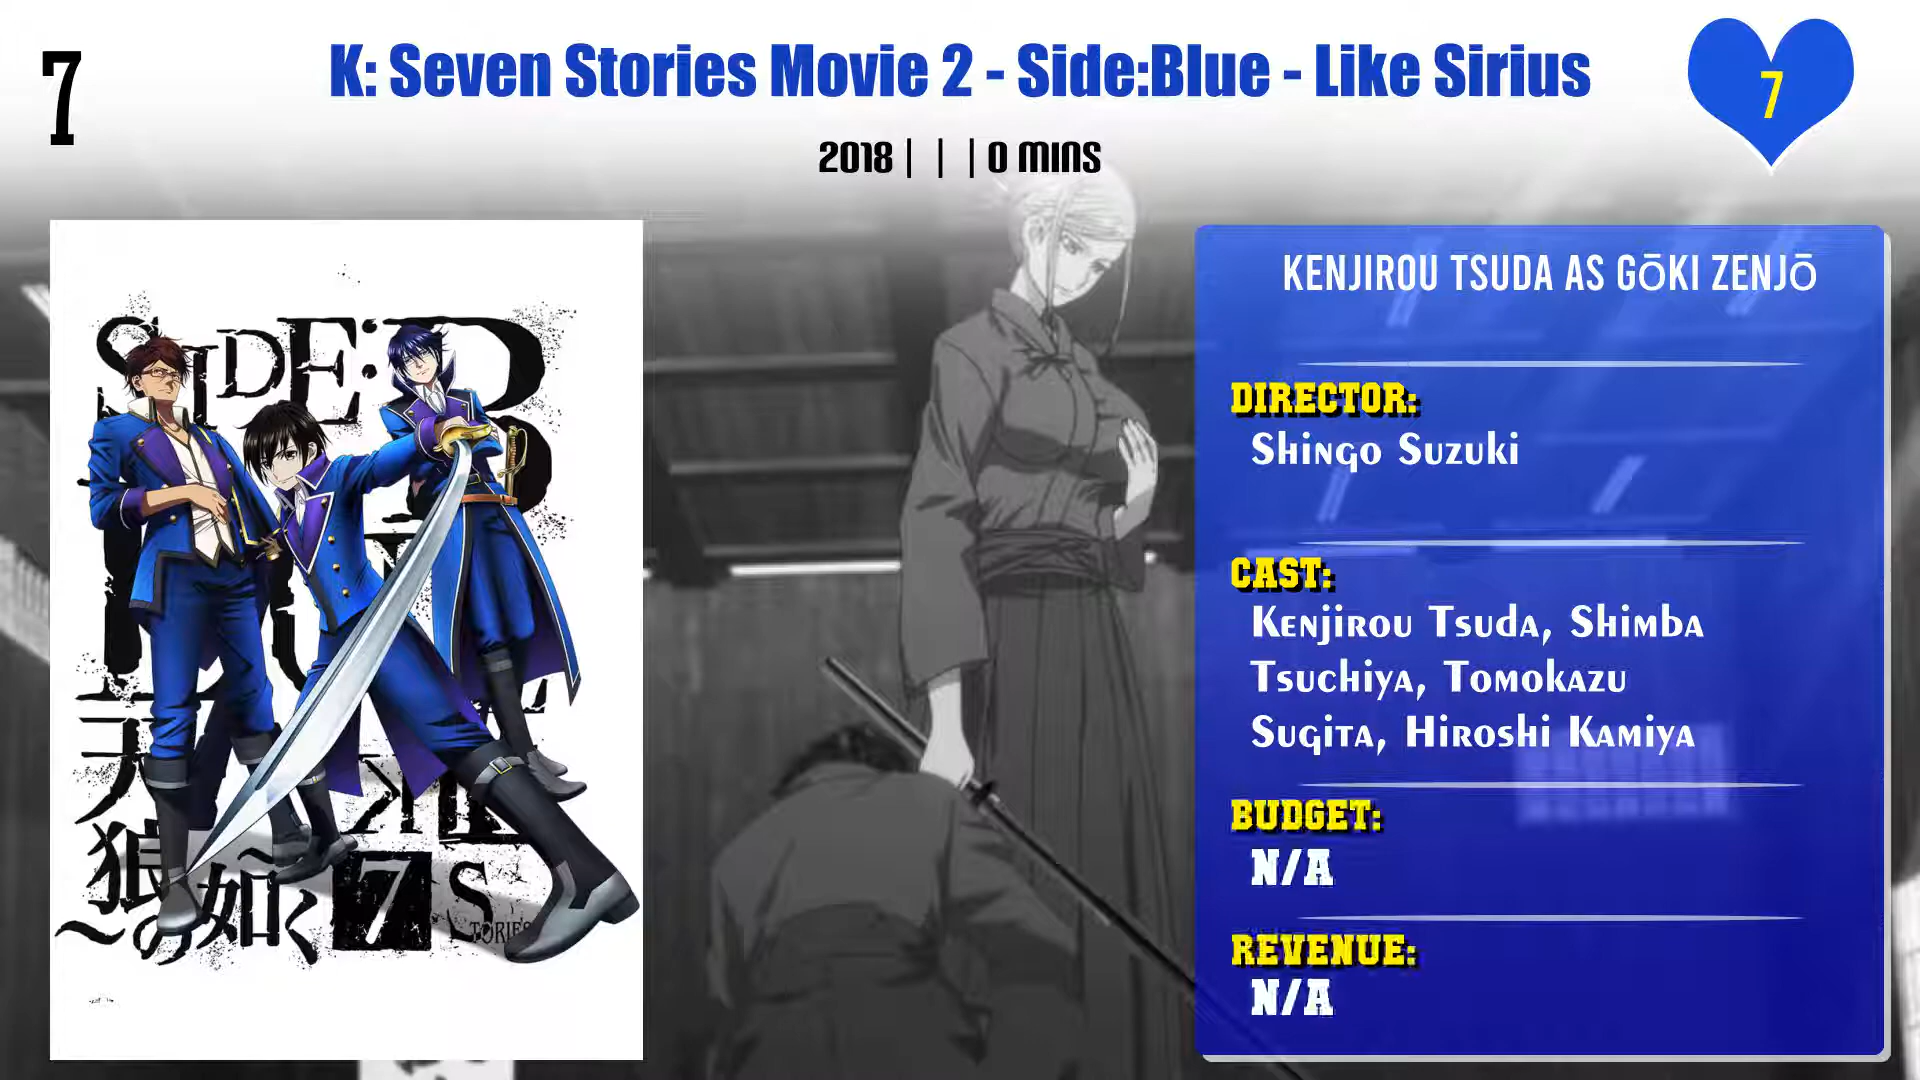 7
K: Seven Stories Movie 2 - Side:Blue - Like Sirius
7
2018 | | | 0 MINS
KENJIROU TSUDA AS GŌKI ZENJŌ
DIRECTOR:
Shingo Suzuki
CAST:
Kenjirou Tsuda, Shimba
Tsuchiya, Tomokazu
Sugita, Hiroshi Kamiya
BUDGET:
N/A
REVENUE:
N/A
SIDE:B
天
狼
~の如く
7 STORIES